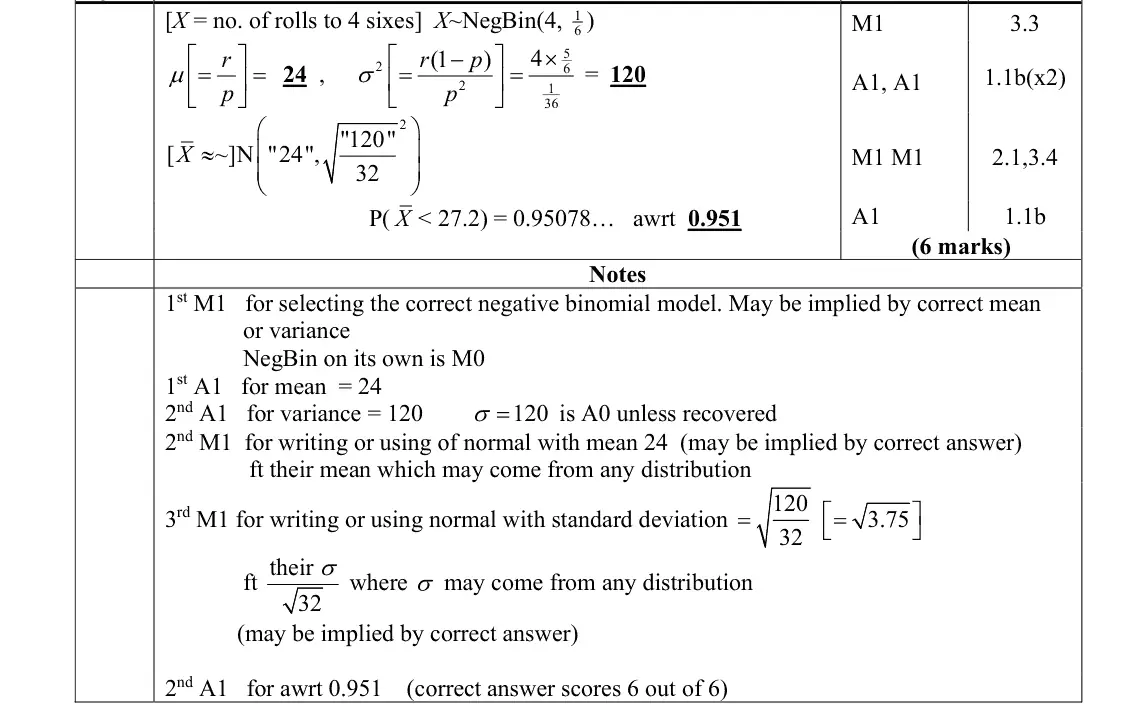 [X = no. of rolls to 4 sixes] X~NegBin(4, 1/6) M1 3.3
μ[= r/p] = 24 , σ²[= r(1 − p)/p²] = (4 × 5/6)/(1/36) = 120 A1, A1 1.1b(x2)
[X̄ ≈~]N("24", √("120"/32)²) M1 M1 2.1,3.4
P( X̄ < 27.2) = 0.95078… awrt 0.951 A1 1.1b
(6 marks)
Notes
1st M1 for selecting the correct negative binomial model. May be implied by correct mean
or variance
NegBin on its own is M0
1st A1 for mean = 24
2nd A1 for variance = 120 σ = 120 is A0 unless recovered
2nd M1 for writing or using of normal with mean 24 (may be implied by correct answer)
ft their mean which may come from any distribution
3rd M1 for writing or using normal with standard deviation = √(120/32) [= √3.75]
ft their σ/√32 where σ may come from any distribution
(may be implied by correct answer)
2nd A1 for awrt 0.951 (correct answer scores 6 out of 6)